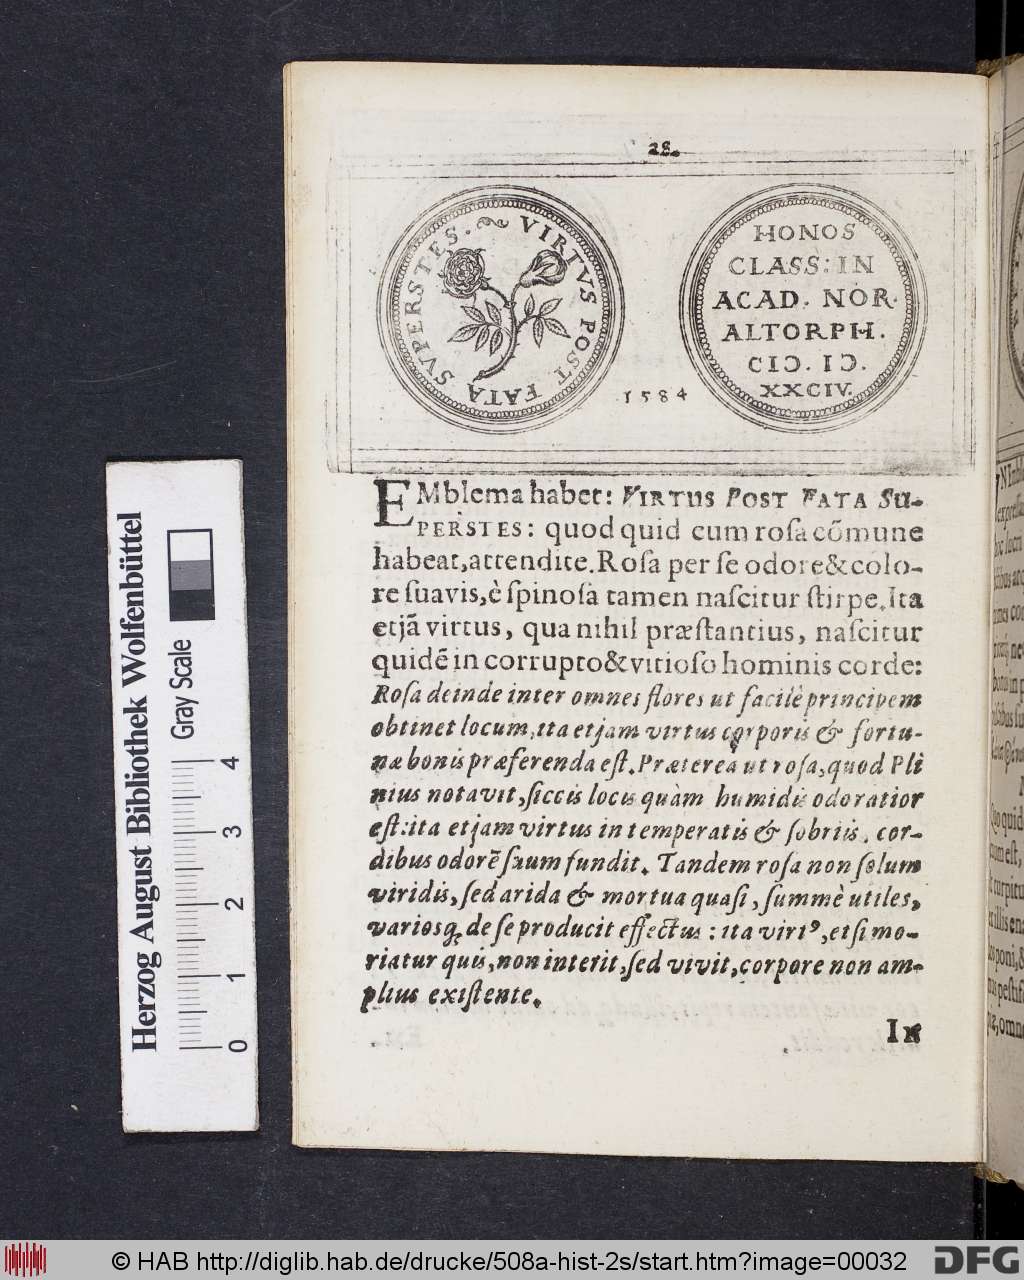 28.
VIRTVS POST FATA SVPERSTES.
HONOS
CLASS: IN
ACAD. NOR.
ALTORPH.
CIƆ. IƆ.
XXCIV.
1584
EMblema habet: VIRTUS POST FATA SU-
PERSTES: quod quid cum rosa cõmune
habeat, attendite. Rosa per se odore & colo-
re suavis, è spinosa tamen nascitur stirpe. Ita
etjã virtus, qua nihil præstantius, nascitur
quidẽ in corrupto & vitioso hominis corde:
Rosa deinde inter omnes flores ut facilè principem
obtinet locum, ita etjam virtus corporis & fortu-
næ bonis præferenda est. Præterea ut rosa, quod Pli
nius notavit, siccis locis quàm humidis odoratior
est: ita etjam virtus in temperatis & sobriis. cor-
dibus odorẽ suum fundit. Tandem rosa non solum
viridis, sed arida & mortua quasi, summè utiles,
variosq; de se producit effectus: ita virtꝰ, etsi mo-
riatur quis, non interit, sed vivit, corpore non am-
plius existente.
In
Herzog August Bibliothek Wolfenbüttel
Gray Scale
0 1 2 3 4
© HAB http://diglib.hab.de/drucke/508a-hist-2s/start.htm?image=00032
DFG